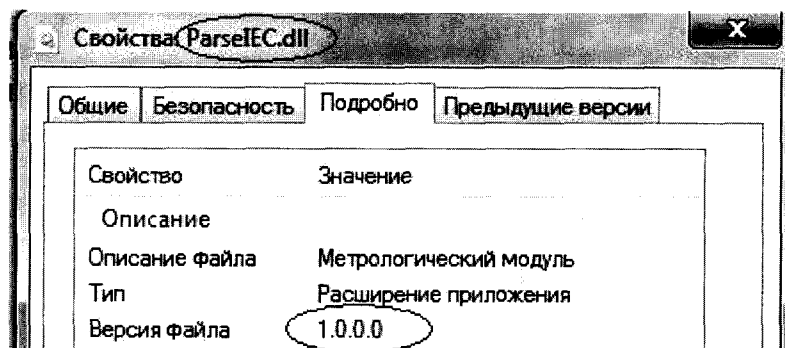 Свойства: ParseIEC.dll
Общие Безопасность Подробно Предыдущие версии
Свойство Значение
Описание
Описание файла Метрологический модуль
Тип Расширение приложения
Версия файла 1.0.0.0